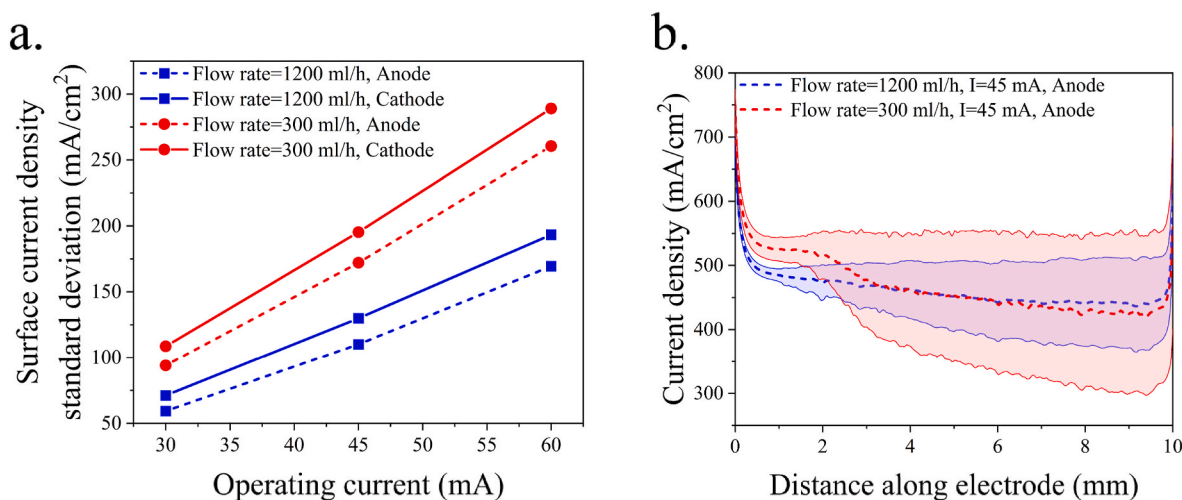 a.
Surface current density
standard deviation (mA/cm²)
300
250
200
150
100
50
Flow rate=1200 ml/h, Anode
Flow rate=1200 ml/h, Cathode
Flow rate=300 ml/h, Anode
Flow rate=300 ml/h, Cathode
30 35 40 45 50 55 60
Operating current (mA)
b.
Current density (mA/cm²)
800
700
600
500
400
300
Flow rate=1200 ml/h, I=45 mA, Anode
Flow rate=300 ml/h, I=45 mA, Anode
0 2 4 6 8 10
Distance along electrode (mm)